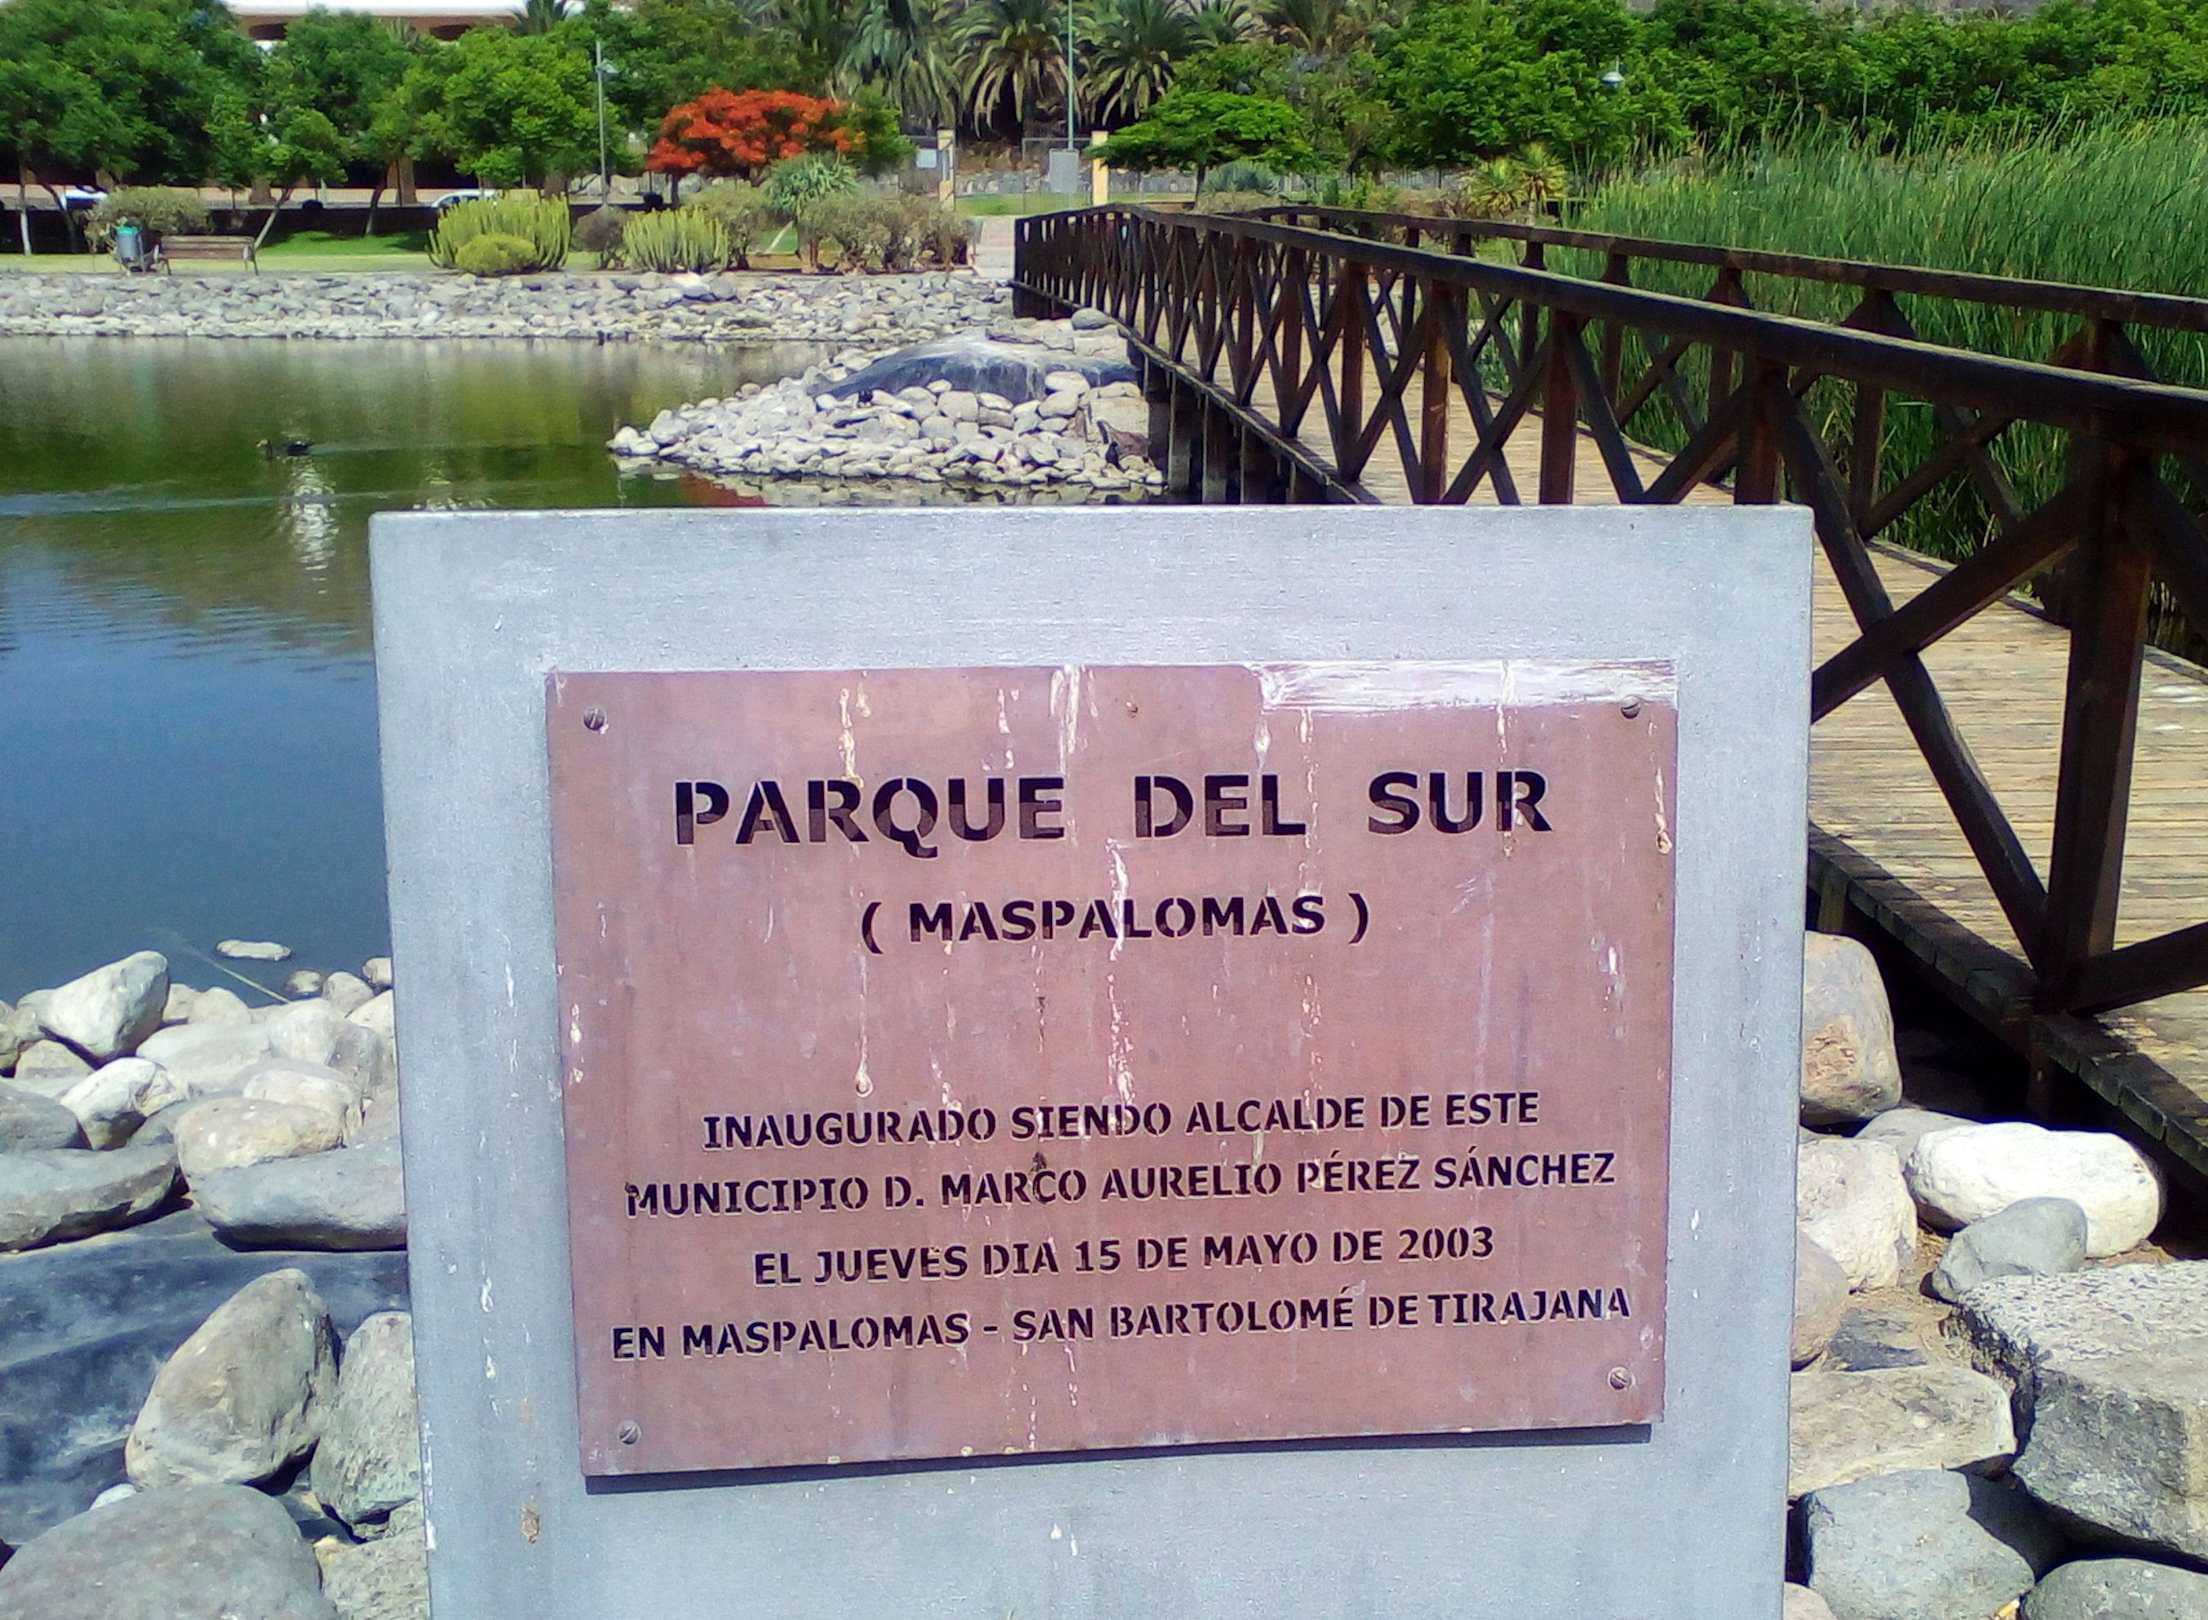 PARQUE DEL SUR
( MASPALOMAS )
INAUGURADO SIENDO ALCALDE DE ESTE
MUNICIPIO D. MARCO AURELIO PÉREZ SÁNCHEZ
EL JUEVES DIA 15 DE MAYO DE 2003
EN MASPALOMAS - SAN BARTOLOMÉ DE TIRAJANA